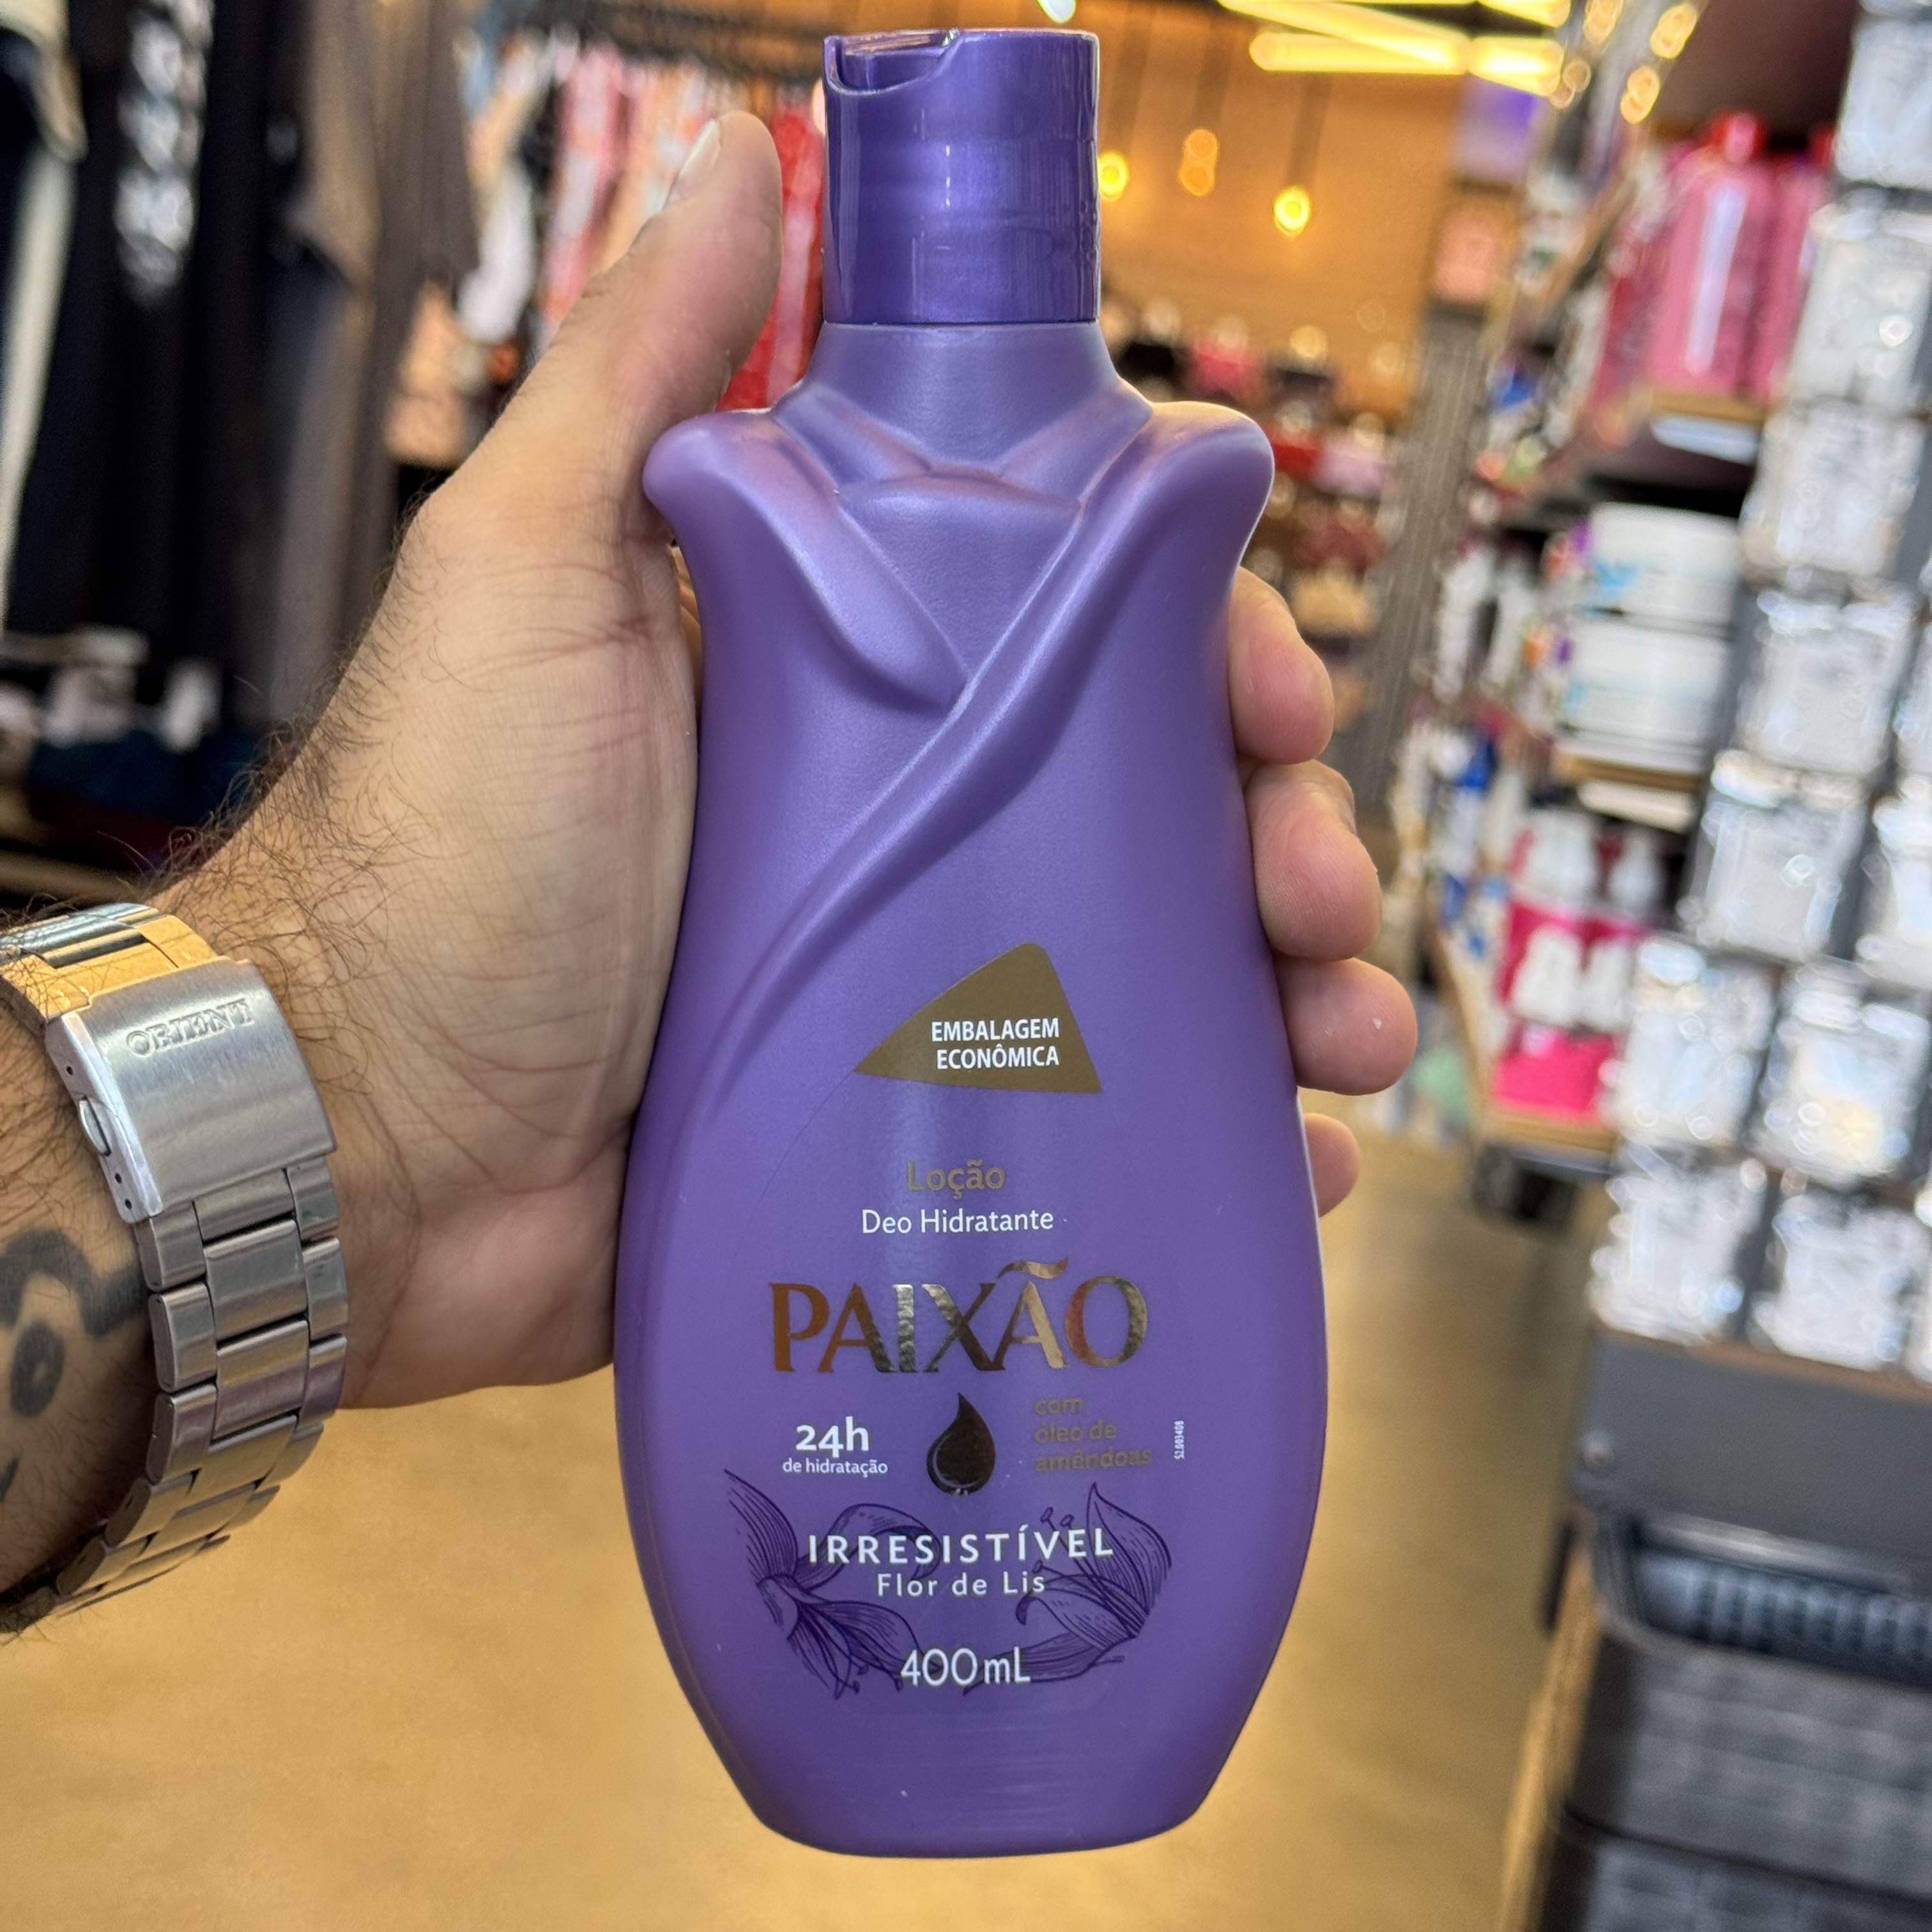 ORIENT
EMBALAGEM
ECONÔMICA
Loção
Deo Hidratante
PAIXÃO
24h
de hidratação
com
óleo de
amêndoas
IRRESISTÍVEL
Flor de Lis
400mL